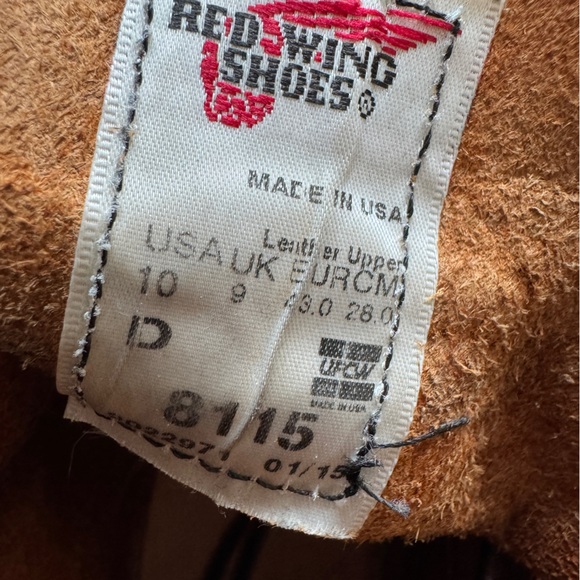 RED WING
SHOES®
MADE IN USA
Leather Upper
USA UK EUR CM
10 9 43.0 28.0
D
UFCW
MADE IN USA
8115
01/15